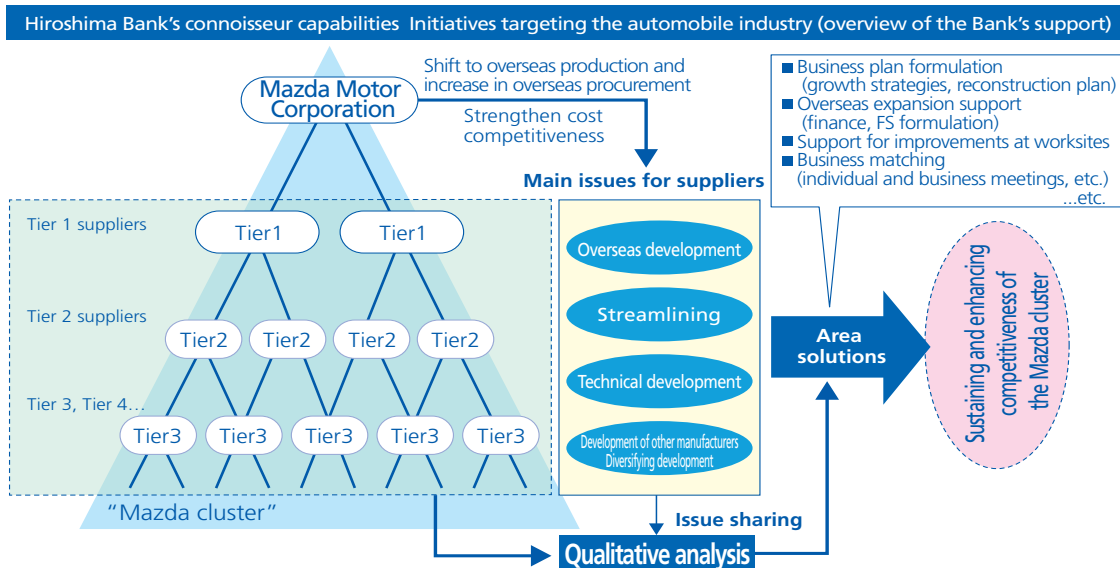 Hiroshima Bank's connoisseur capabilities Initiatives targeting the automobile industry (overview of the Bank's support)
Mazda Motor
Corporation
Shift to overseas production and
increase in overseas procurement
Strengthen cost
competitiveness
■ Business plan formulation
(growth strategies, reconstruction plan)
■ Overseas expansion support
(finance, FS formulation)
■ Support for improvements at worksites
■ Business matching
(individual and business meetings, etc.)
...etc.
Main issues for suppliers
Tier 1 suppliers
Tier1
Tier1
Tier 2 suppliers
Tier2
Tier2
Tier2
Tier2
Tier 3, Tier 4...
Tier3
Tier3
Tier3
Tier3
Tier3
"Mazda cluster"
Overseas development
Streamlining
Technical development
Development of other manufacturers
Diversifying development
Issue sharing
Qualitative analysis
Area
solutions
Sustaining and enhancing
competitiveness of
the Mazda cluster